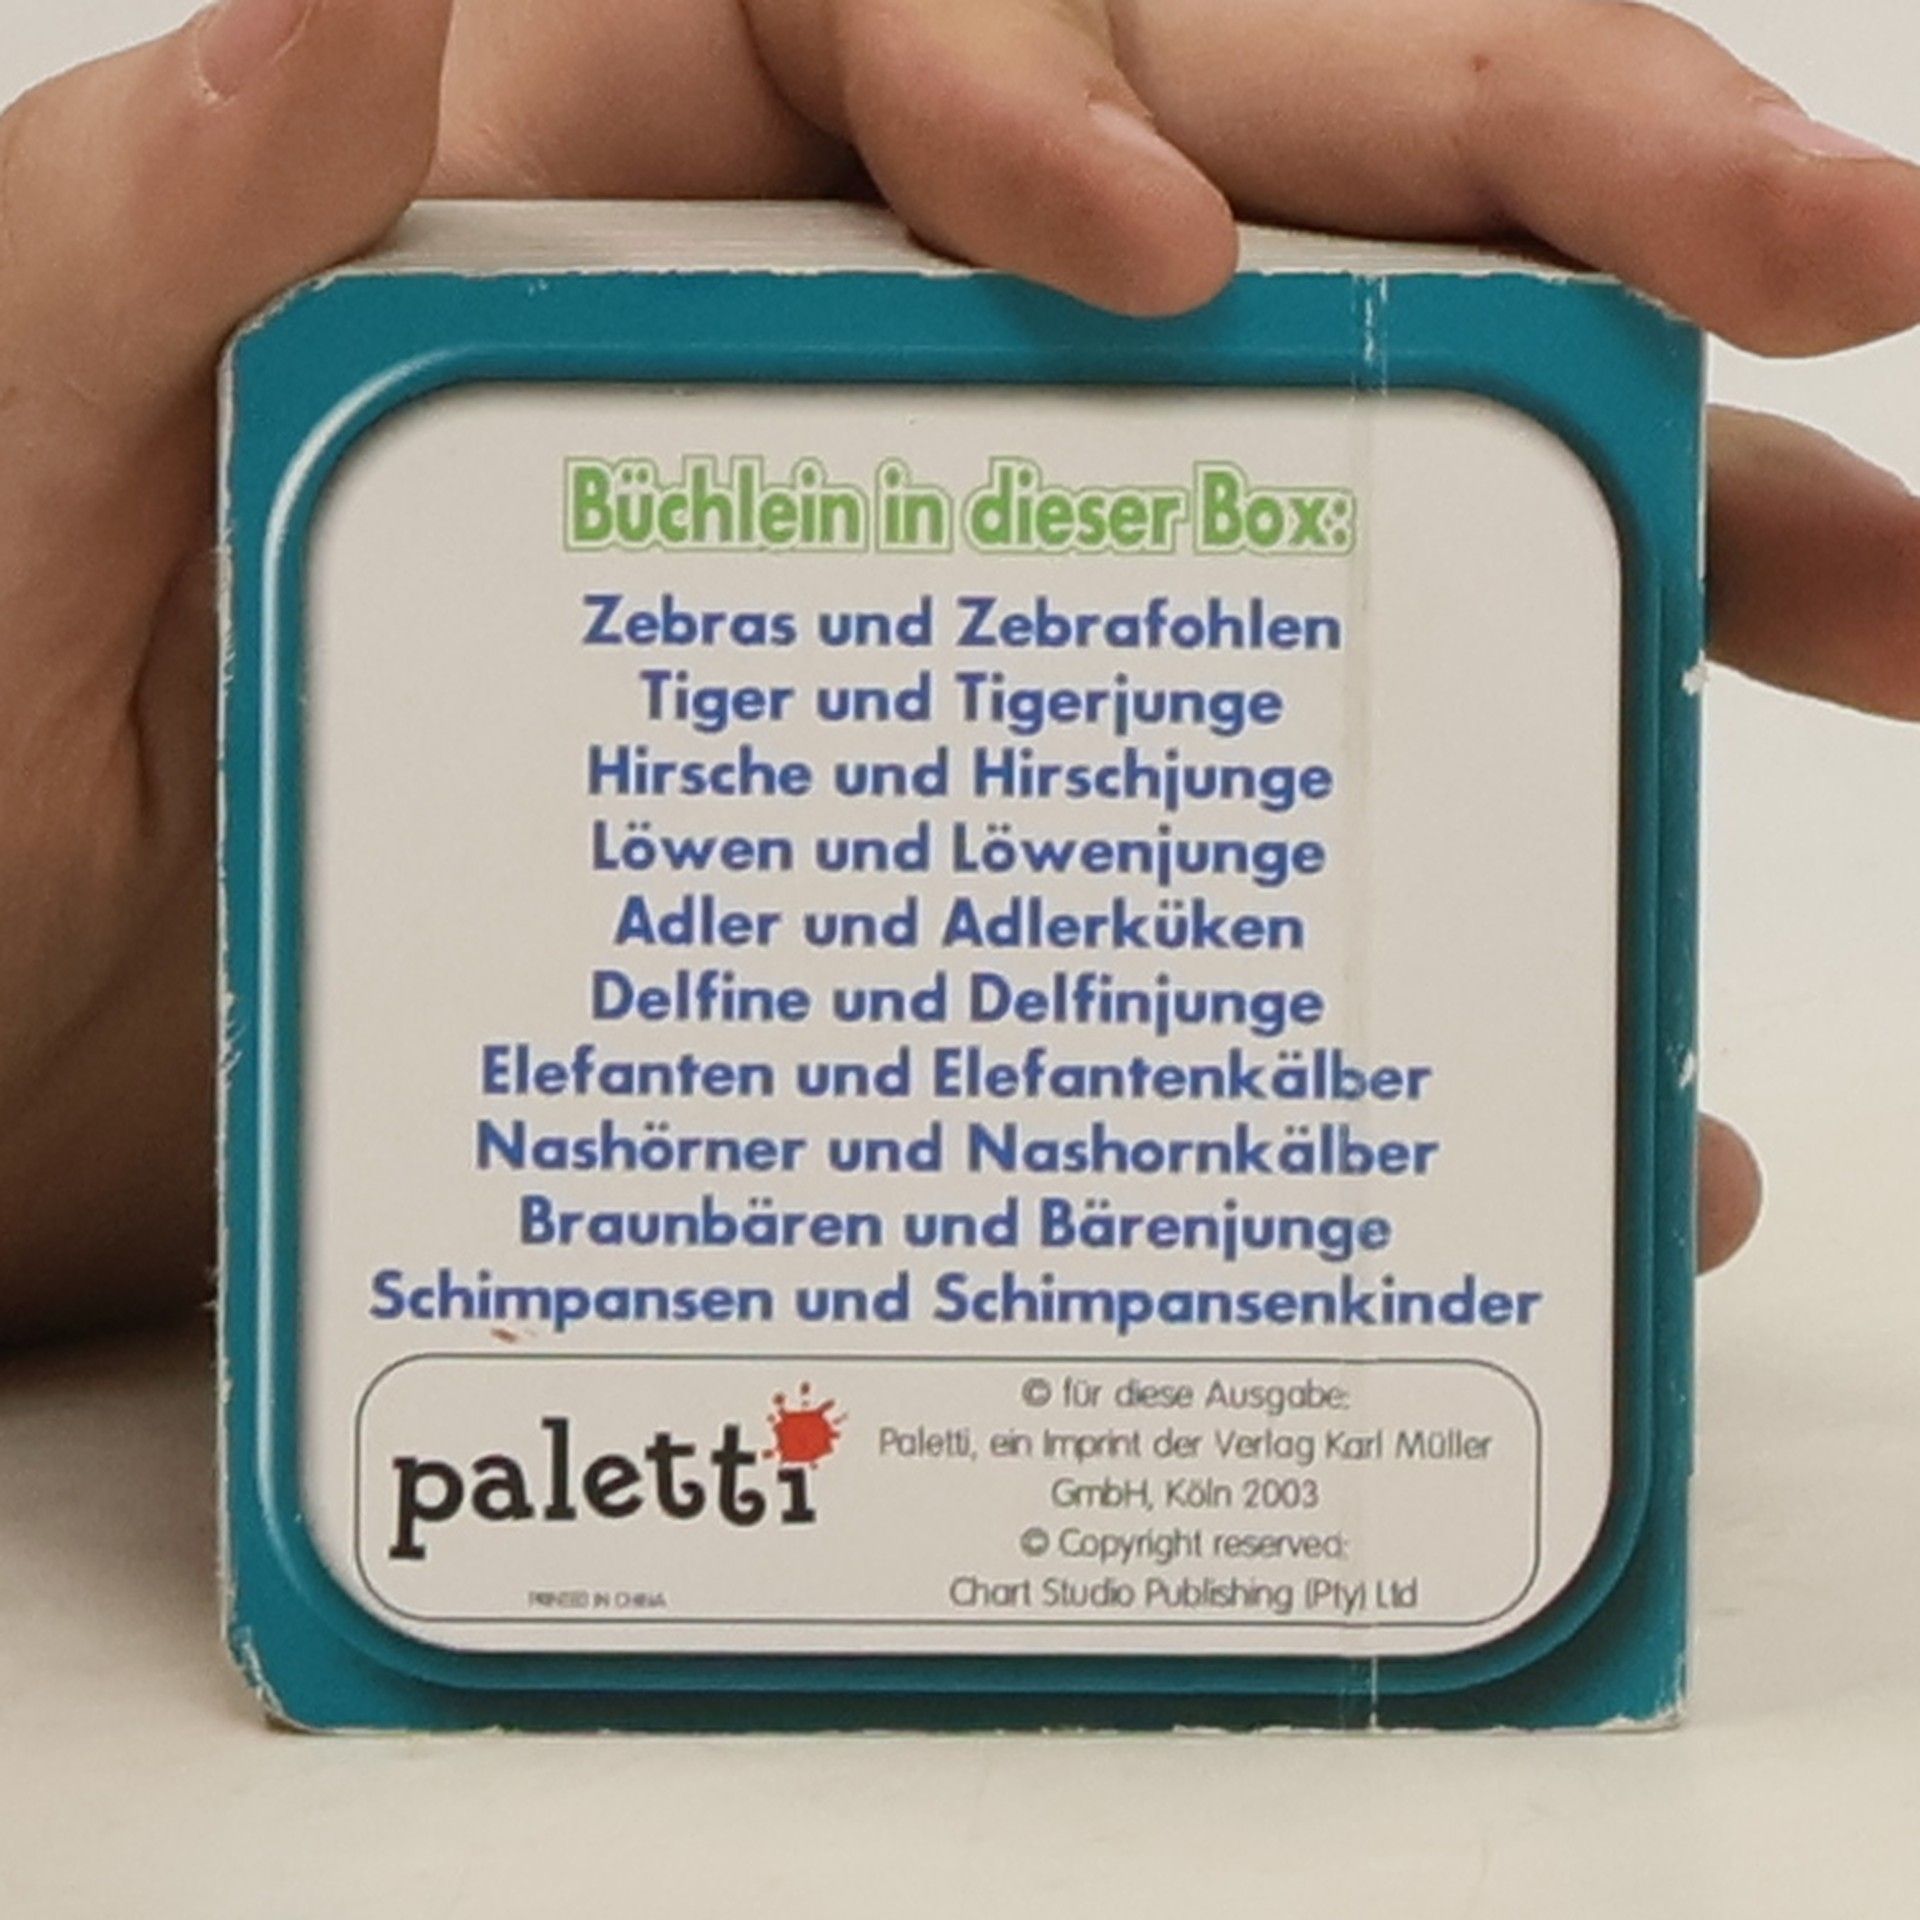 Büchlein in dieser Box:
Zebras und Zebrafohlen
Tiger und Tigerjunge
Hirsche und Hirschjunge
Löwen und Löwenjunge
Adler und Adlerküken
Delfine und Delfinjunge
Elefanten und Elefantenkälber
Nashörner und Nashornkälber
Braunbären und Bärenjunge
Schimpansen und Schimpansenkinder
paletti
PRINTED IN CHINA
© für diese Ausgabe:
Paletti, ein Imprint der Verlag Karl Müller
GmbH, Köln 2003
© Copyright reserved:
Chart Studio Publishing (Pty) Ltd